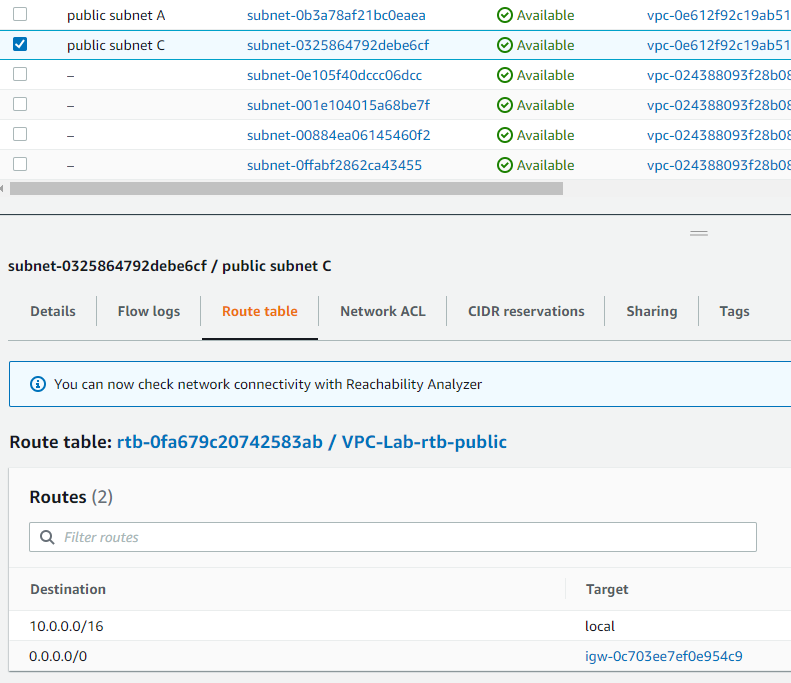 public subnet A subnet-0b3a78af21bc0eaea Available vpc-0e612f92c19ab51
public subnet C subnet-0325864792debe6cf Available vpc-0e612f92c19ab51
– subnet-0e105f40dccc06dcc Available vpc-024388093f28b08
– subnet-001e104015a68be7f Available vpc-024388093f28b08
– subnet-00884ea06145460f2 Available vpc-024388093f28b08
– subnet-0ffabf2862ca43455 Available vpc-024388093f28b08
subnet-0325864792debe6cf / public subnet C
Details Flow logs Route table Network ACL CIDR reservations Sharing Tags
You can now check network connectivity with Reachability Analyzer
Route table: rtb-0fa679c20742583ab / VPC-Lab-rtb-public
Routes (2)
Filter routes
Destination Target
10.0.0.0/16 local
0.0.0.0/0 igw-0c703ee7ef0e954c9